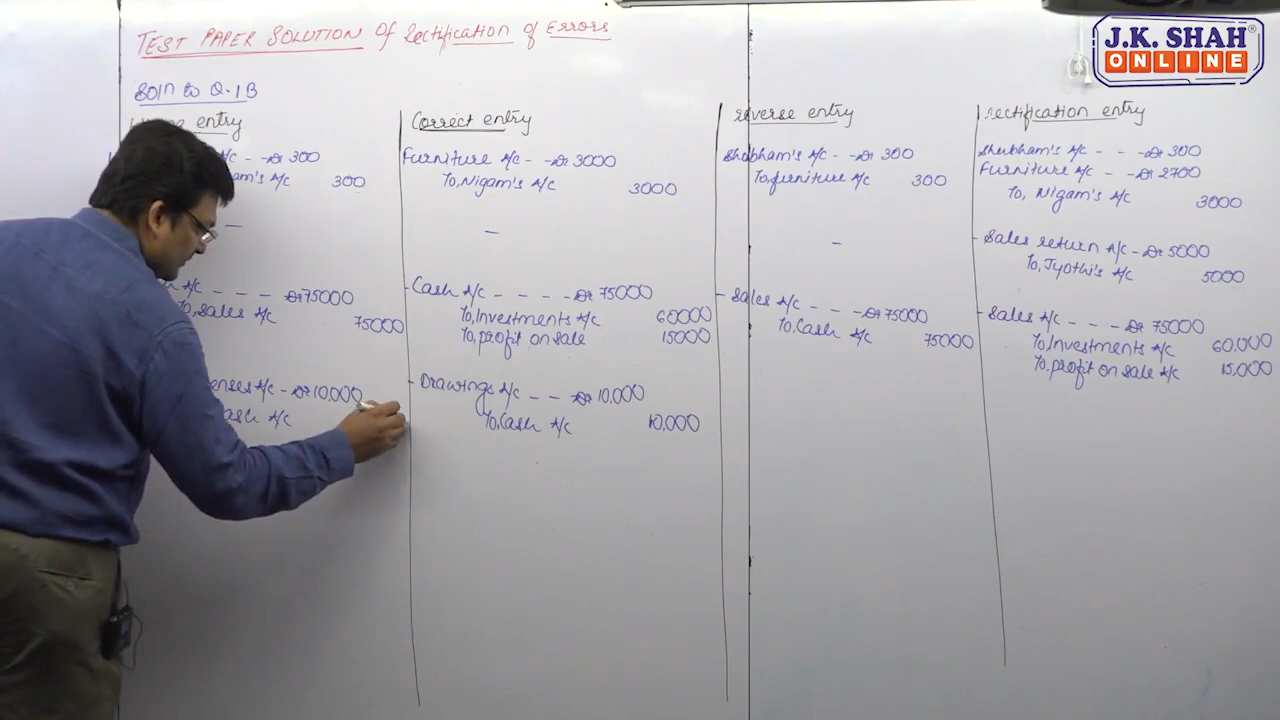 TEST PAPER SOLUTION Of Rectification of Errors
J.K. SHAH®
ONLINE
Soln to Q.1B
entry
A/c - - Dr 300
am's A/c 300
—
A/c - - - - Dr 75000
To, Sales A/c 75000
enses A/c - Dr 10,000
ash A/c
Correct entry
Furniture A/c - - Dr 3000
To, Nigam's A/c 3000
—
- Cash A/c - - - - - Dr 75000
To, Investments A/c 60000
To, profit on sale 15000
- Drawings A/c - - Dr 10,000
To, Cash A/c 10,000
reverse entry
Shubham's A/c - - Dr 300
To, furniture A/c 300
—
- Sales A/c - - - Dr 75000
To, Cash A/c 75000
rectification entry
Shubham's A/c - - - Dr 300
Furniture A/c - - Dr 2700
To, Nigam's A/c 3000
- Sales return A/c - Dr 5000
To, Jyothi's A/c 5000
- Sales A/c - - - Dr 75000
To, Investments A/c 60,000
To, profit on sale A/c 15,000